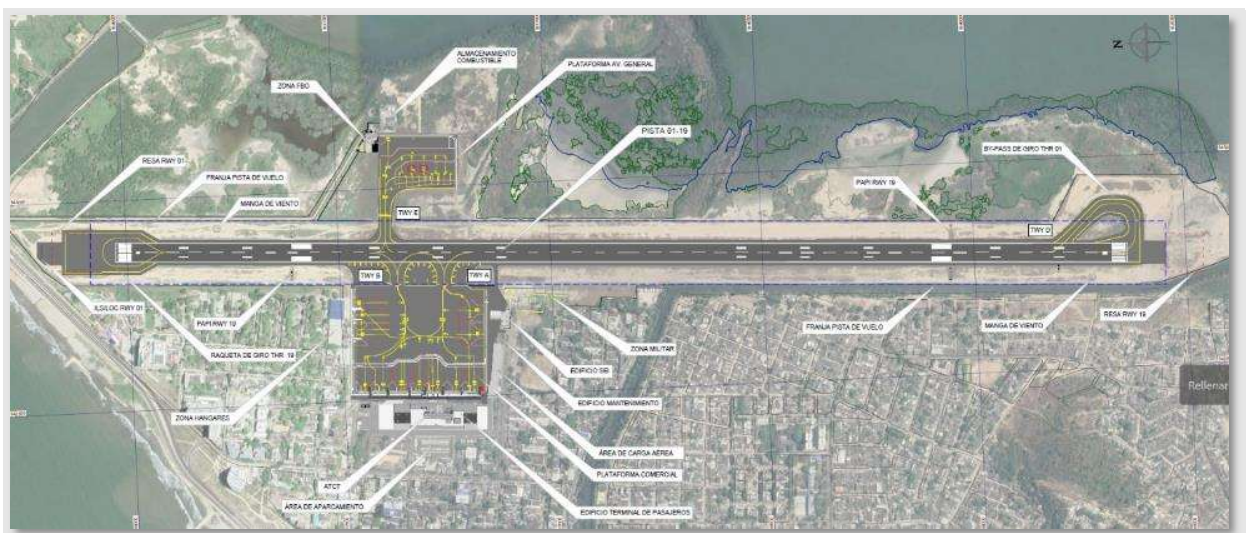 ALMACENAMIENTO
COMBUSTIBLE
N
ZONA FBO
PLATAFORMA AV. GENERAL
PISTA 01-19
BY-PASS DE GIRO THR 01
RESA RWY 01
FRANJA PISTA DE VUELO
MANGA DE VIENTO
PAPI RWY 19
TWY E
TWY D
TWY B
TWY A
ILS/LOC RWY 01
PAPI RWY 19
RAQUETA DE GIRO THR 19
ZONA HANGARES
ZONA MILITAR
EDIFICIO SEI
EDIFICIO MANTENIMIENTO
ÁREA DE CARGA AÉREA
PLATAFORMA COMERCIAL
EDIFICIO TERMINAL DE PASAJEROS
ATCT
ÁREA DE APARCAMIENTO
FRANJA PISTA DE VUELO
MANGA DE VIENTO
RESA RWY 19
Rellenar